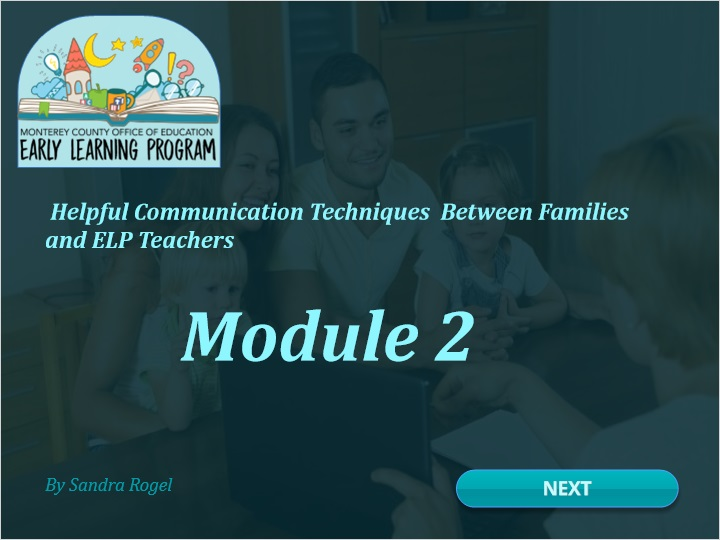 MONTEREY COUNTY OFFICE OF EDUCATION
EARLY LEARNING PROGRAM
Helpful Communication Techniques  Between Families
and ELP Teachers
Module 2
By Sandra Rogel
NEXT